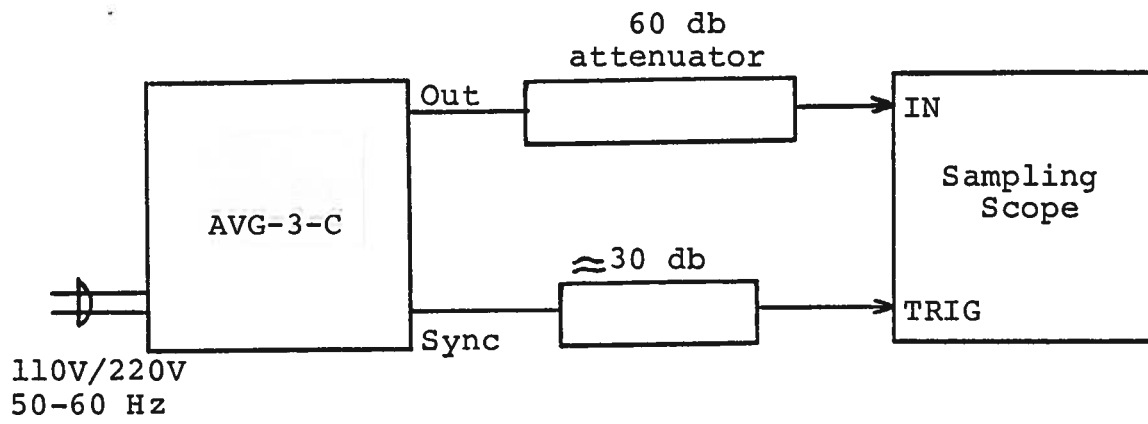 60 db
attenuator
Out
IN
Sampling
Scope
AVG-3-C
≈30 db
TRIG
Sync
110V/220V
50-60 Hz